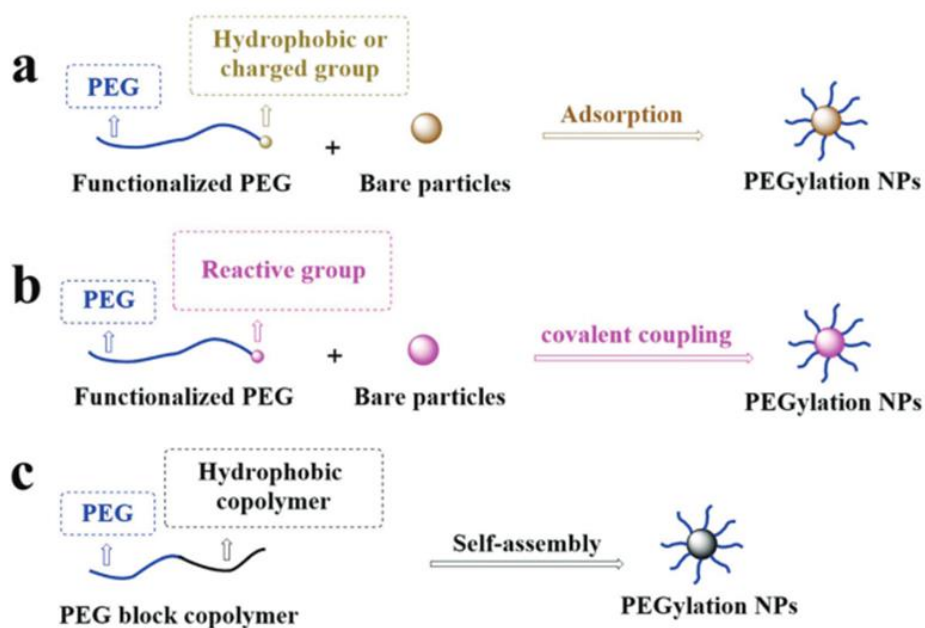 a
PEG
Hydrophobic or
charged group
+
Adsorption
Functionalized PEG
Bare particles
PEGylation NPs
b
PEG
Reactive group
+
covalent coupling
Functionalized PEG
Bare particles
PEGylation NPs
c
PEG
Hydrophobic
copolymer
Self-assembly
PEG block copolymer
PEGylation NPs